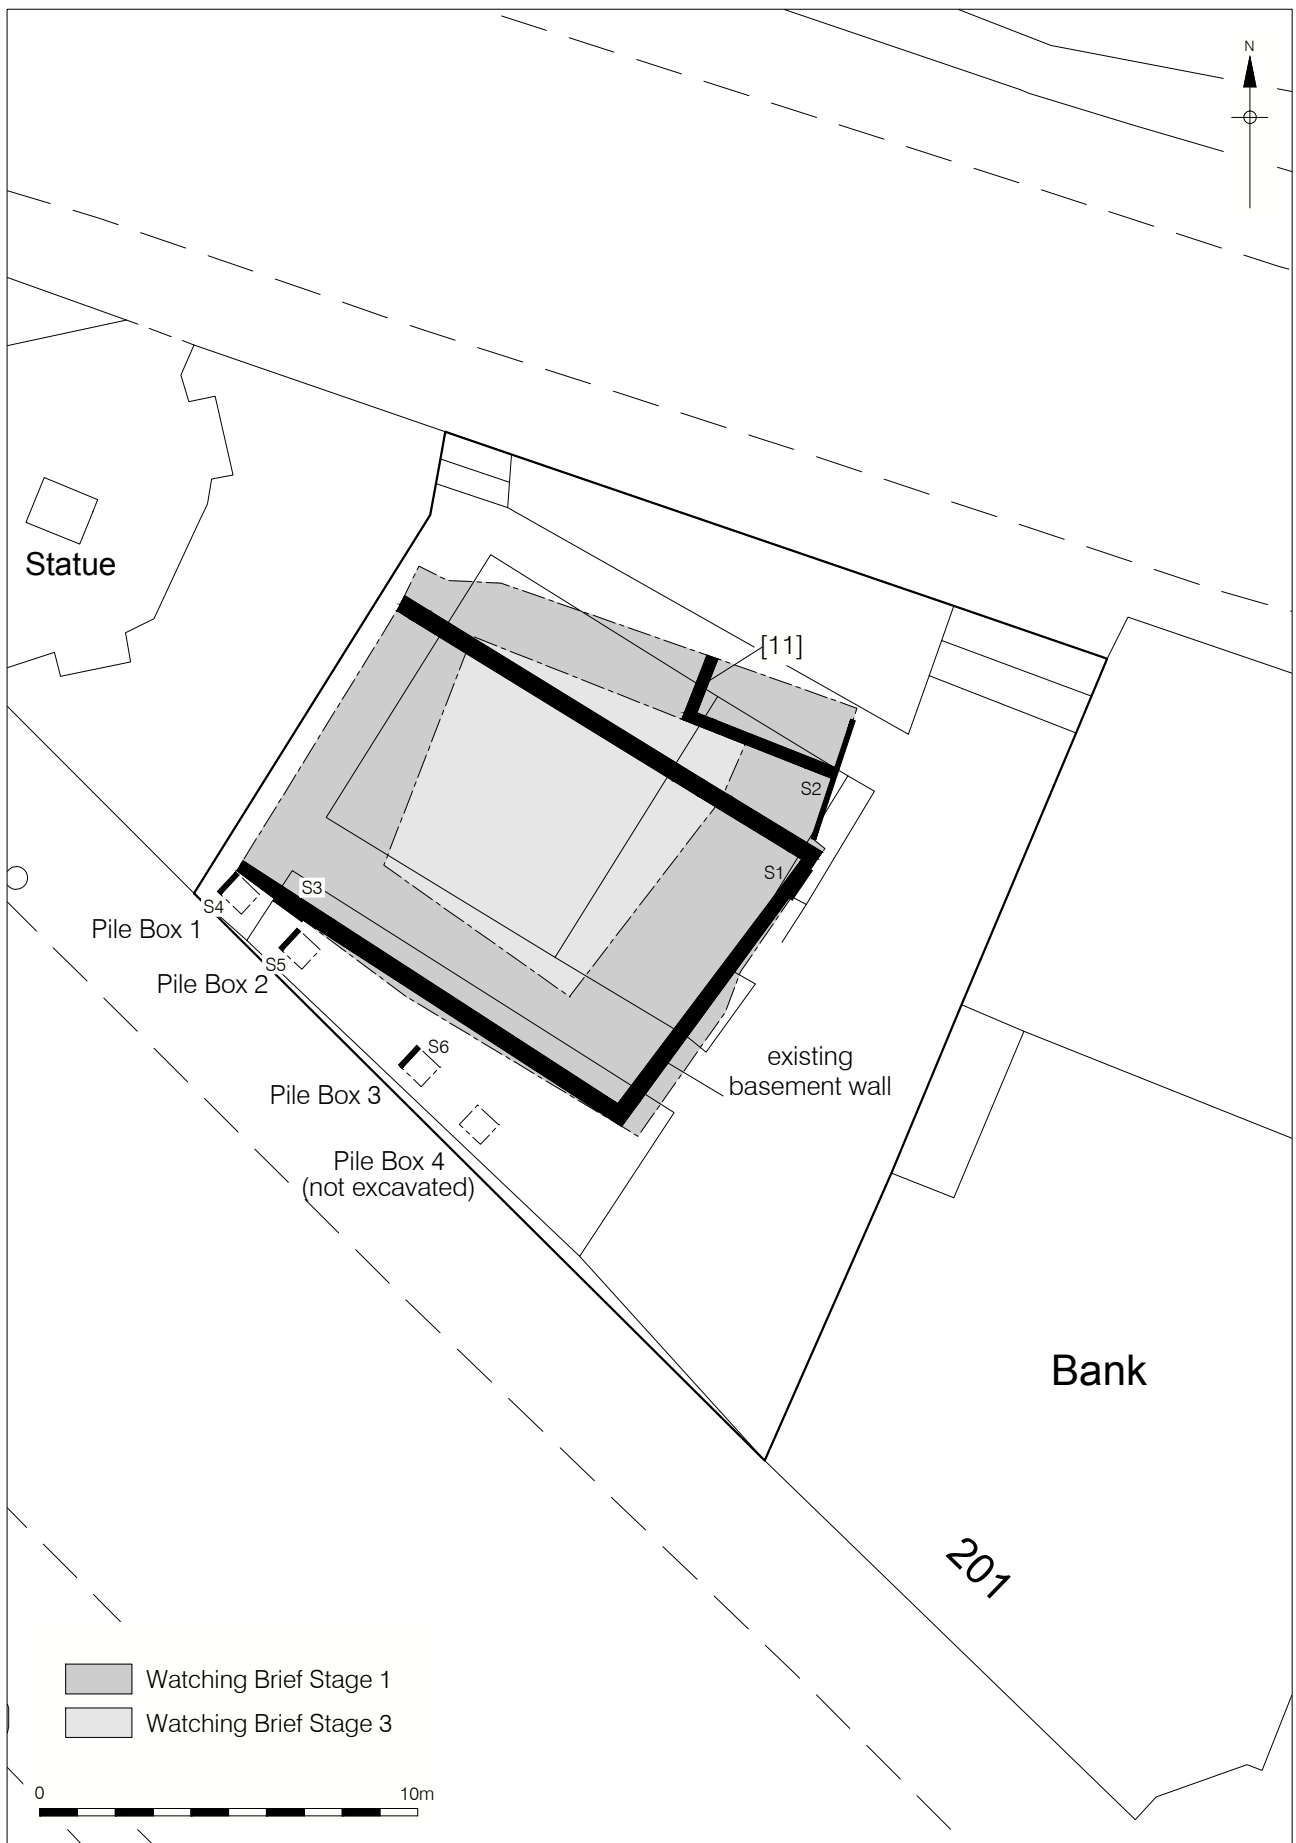 N
Statue
[11]
S2
S1
S3
S4
Pile Box 1
S5
Pile Box 2
S6
existing
basement wall
Pile Box 3
Pile Box 4
(not excavated)
Bank
201
Watching Brief Stage 1
Watching Brief Stage 3
0 10m